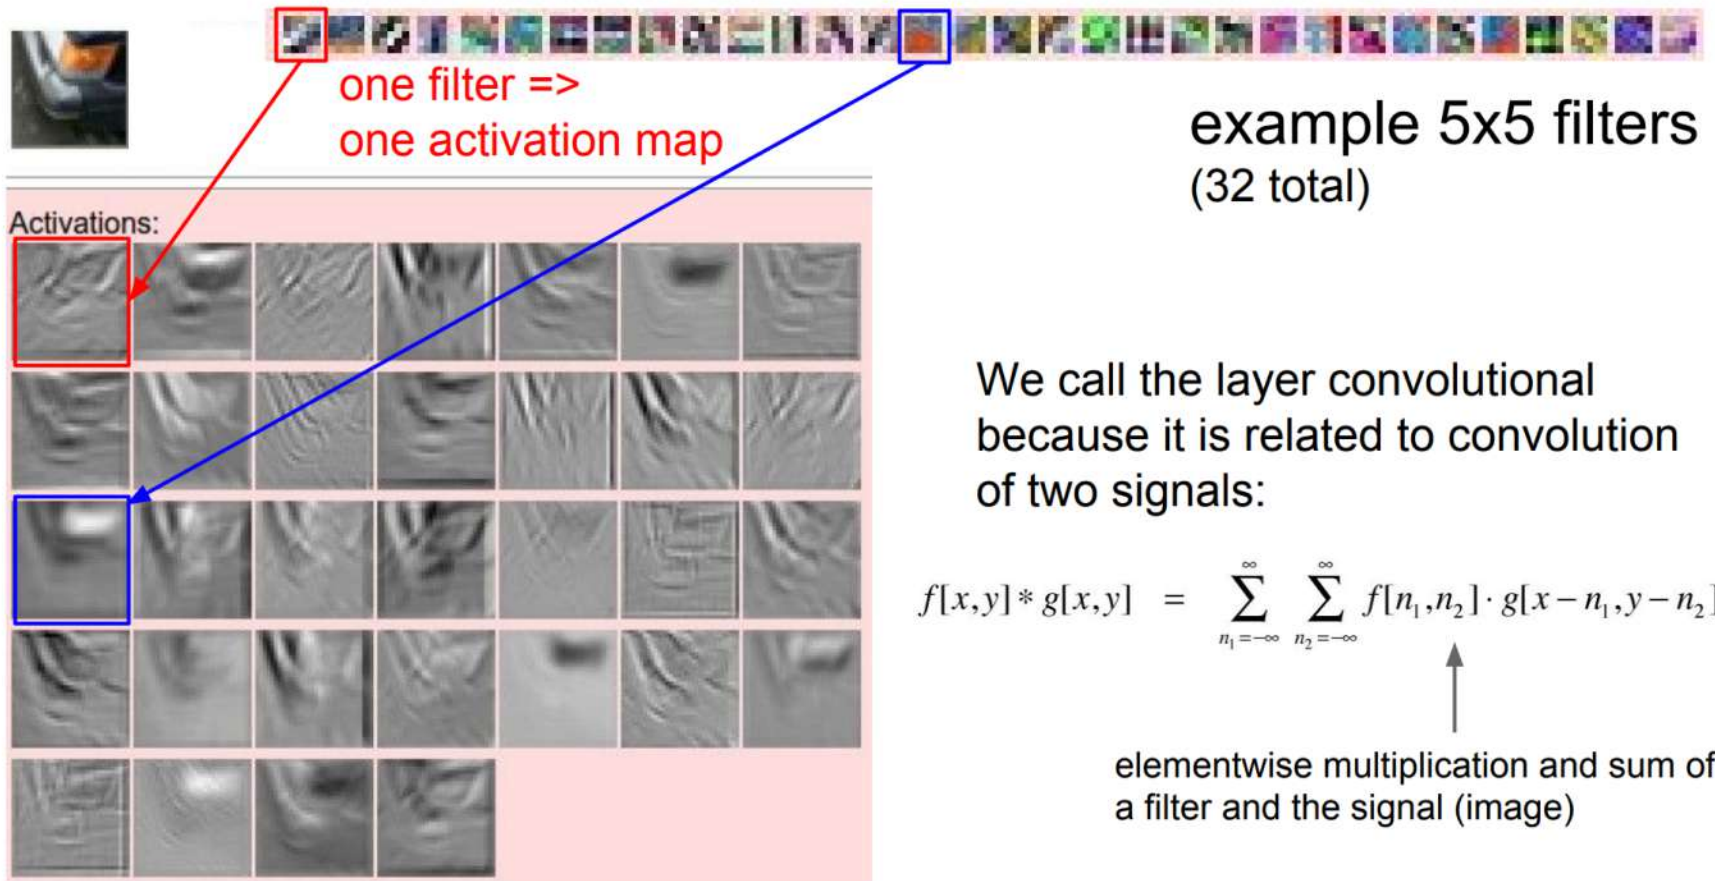 one filter =>
one activation map
example 5x5 filters
(32 total)
Activations:
We call the layer convolutional
because it is related to convolution
of two signals:
f[x,y] * g[x,y] = ∑_{n₁=-∞}^{∞} ∑_{n₂=-∞}^{∞} f[n₁,n₂] · g[x-n₁,y-n₂]
elementwise multiplication and sum of
a filter and the signal (image)